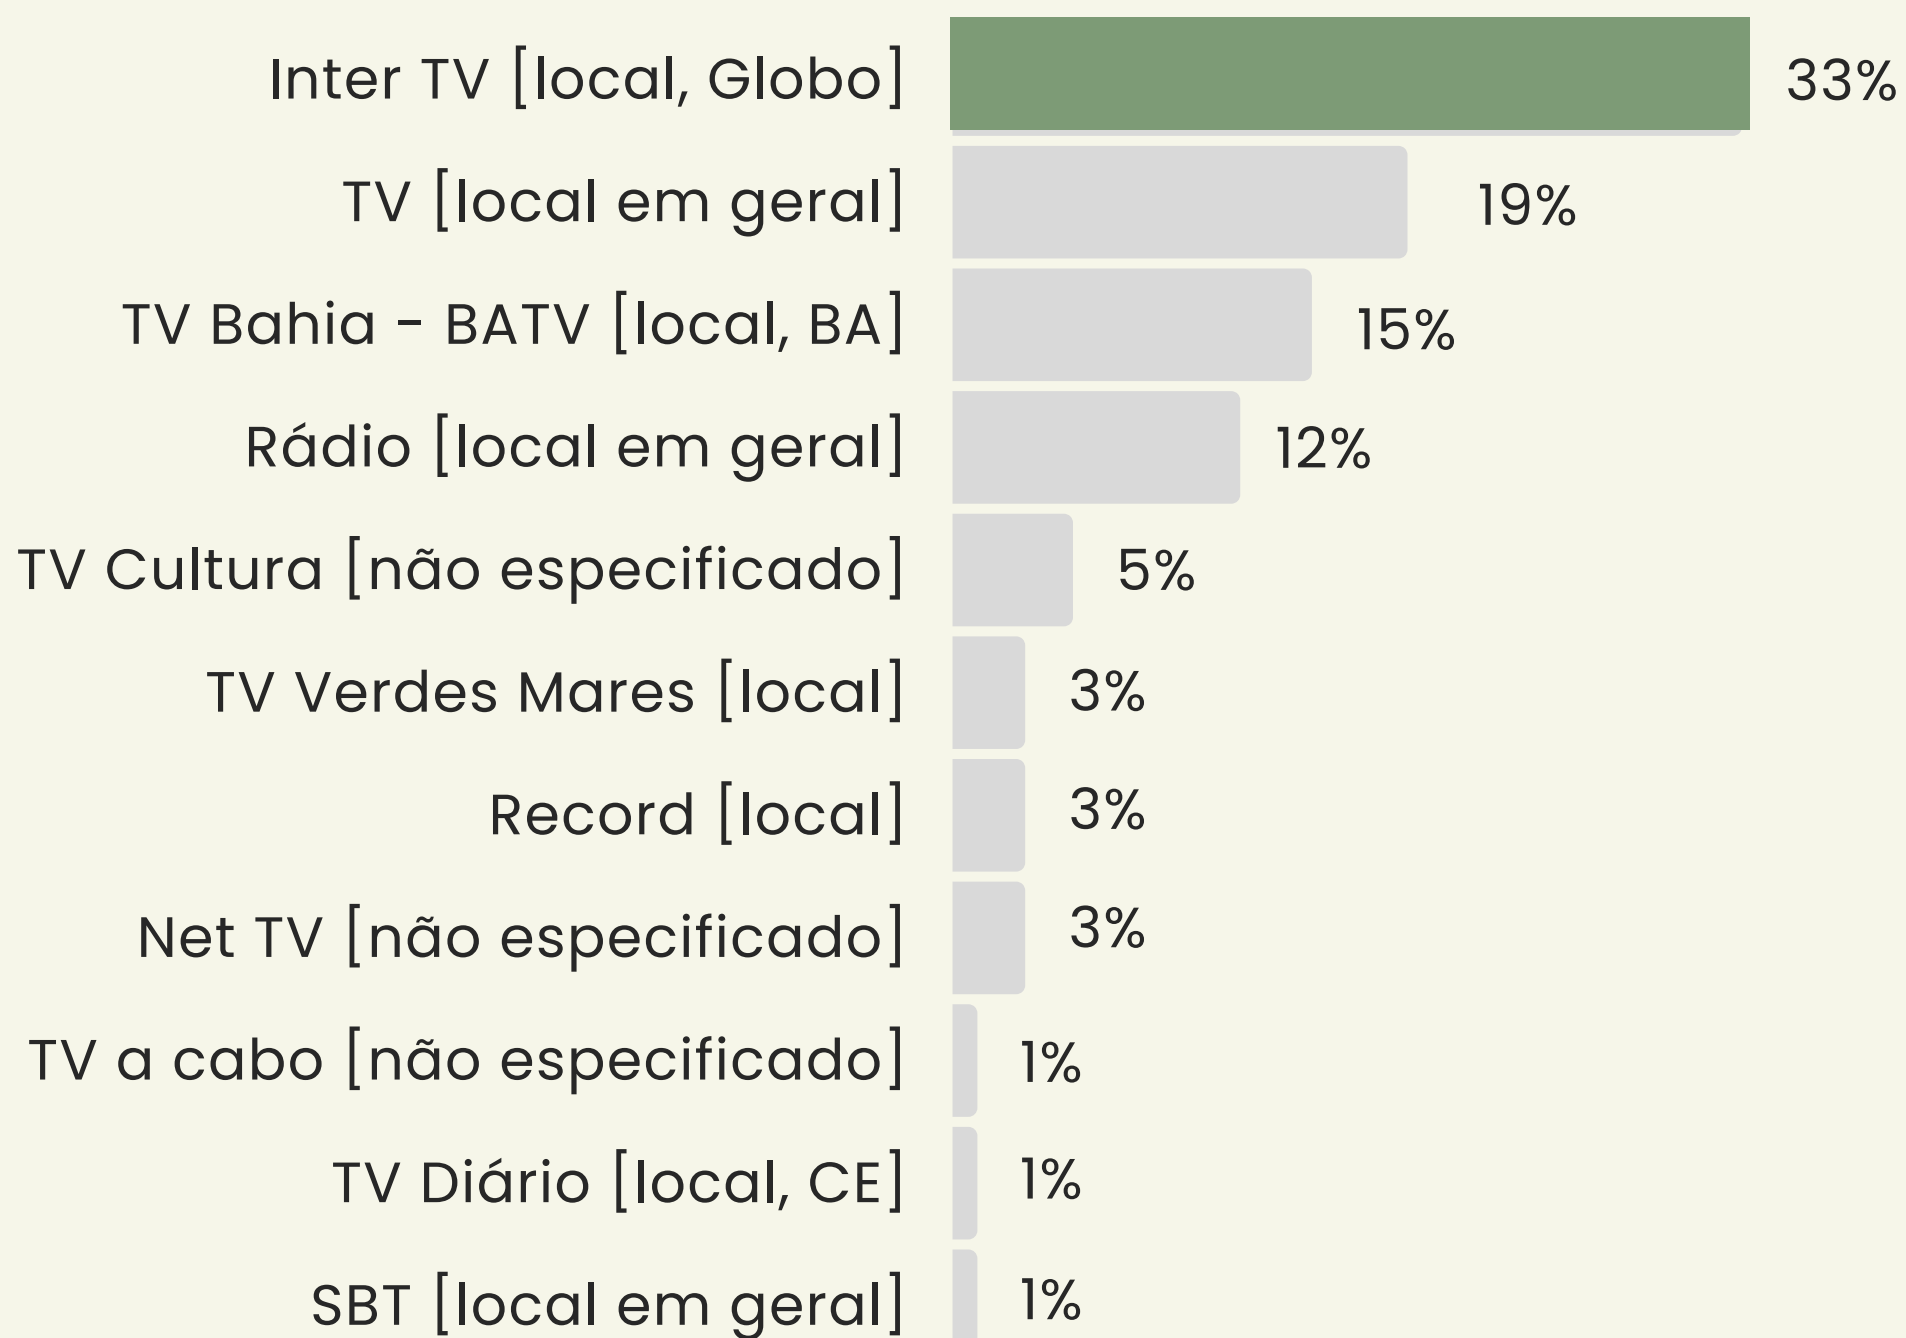 Inter TV [local, Globo] 33%
TV [local em geral] 19%
TV Bahia - BATV [local, BA] 15%
Rádio [local em geral] 12%
TV Cultura [não especificado] 5%
TV Verdes Mares [local] 3%
Record [local] 3%
Net TV [não especificado] 3%
TV a cabo [não especificado] 1%
TV Diário [local, CE] 1%
SBT [local em geral] 1%